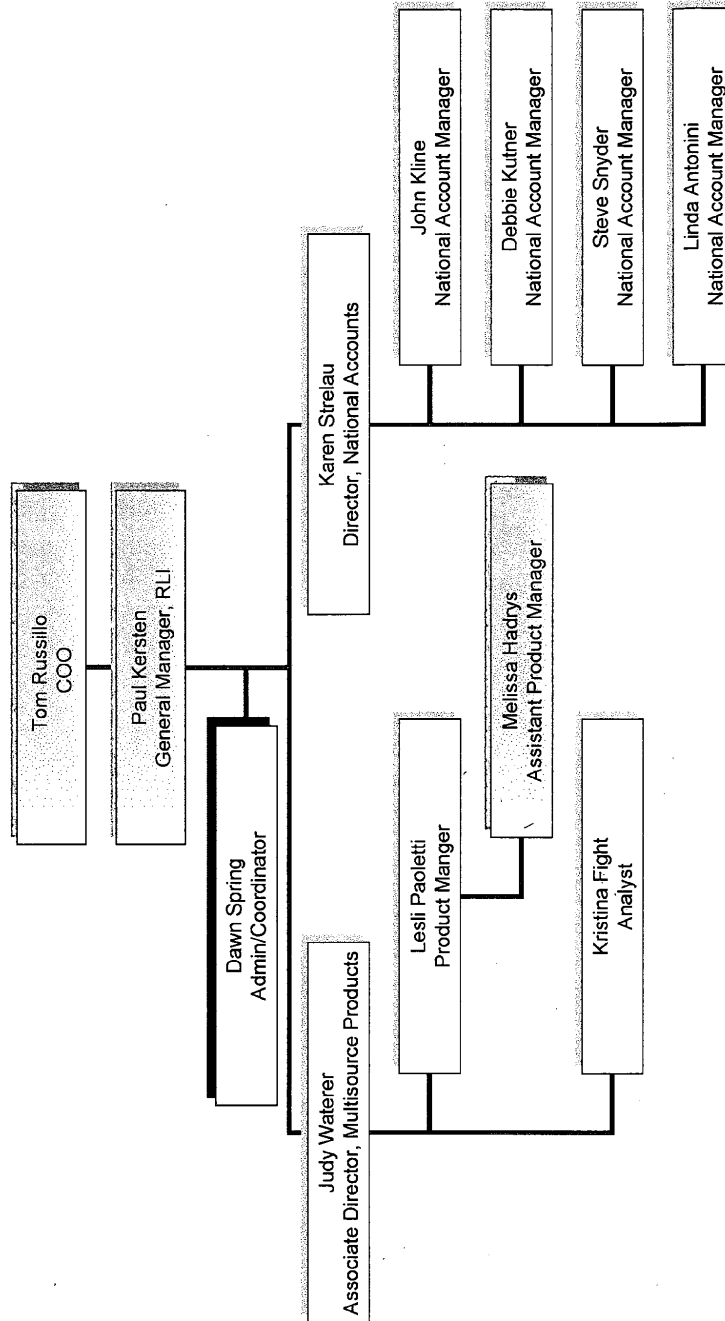 Tom Russillo
COO
Paul Kersten
General Manager, RLI
Dawn Spring
Admin/Coordinator
Judy Waterer
Associate Director, Multisource Products
Lesli Paoletti
Product Manger
Melissa Hadrys
Assistant Product Manager
Kristina Fight
Analyst
Karen Strelau
Director, National Accounts
John Kline
National Account Manager
Debbie Kutner
National Account Manager
Steve Snyder
National Account Manager
Linda Antonini
National Account Manager